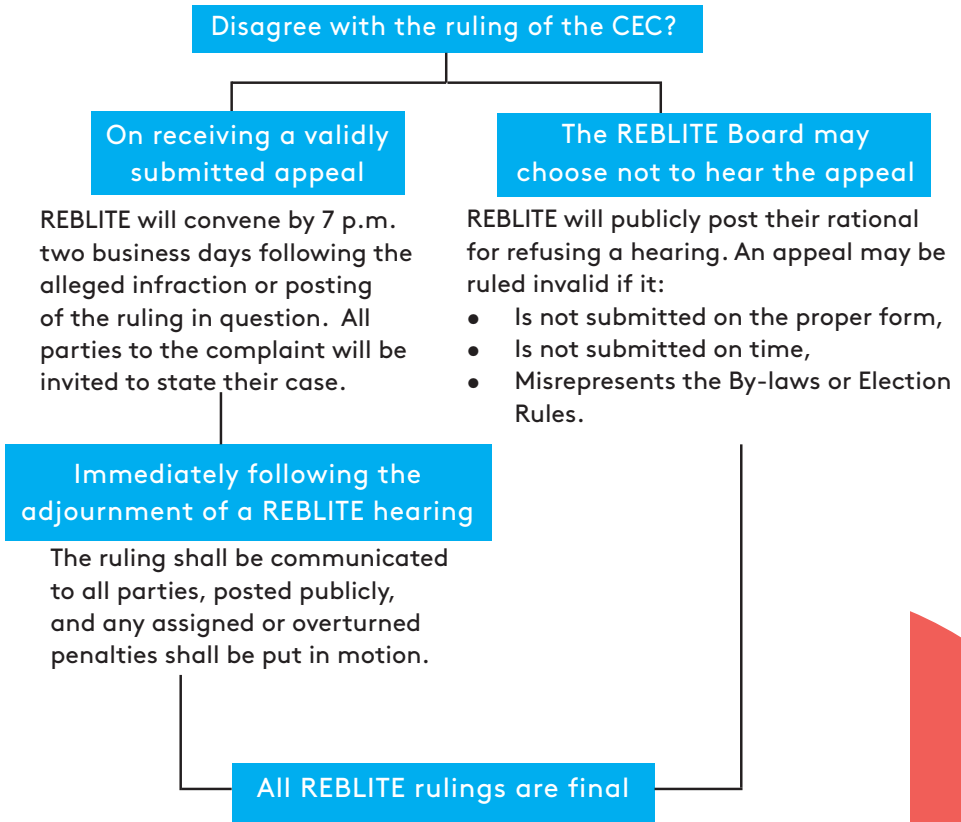 Disagree with the ruling of the CEC?
On receiving a validly
submitted appeal
REBLITE will convene by 7 p.m.
two business days following the
alleged infraction or posting
of the ruling in question.  All
parties to the complaint will be
invited to state their case.
The REBLITE Board may
choose not to hear the appeal
REBLITE will publicly post their rational
for refusing a hearing. An appeal may be
ruled invalid if it:
● Is not submitted on the proper form,
● Is not submitted on time,
● Misrepresents the By-laws or Election
Rules.
Immediately following the
adjournment of a REBLITE hearing
The ruling shall be communicated
to all parties, posted publicly,
and any assigned or overturned
penalties shall be put in motion.
All REBLITE rulings are final